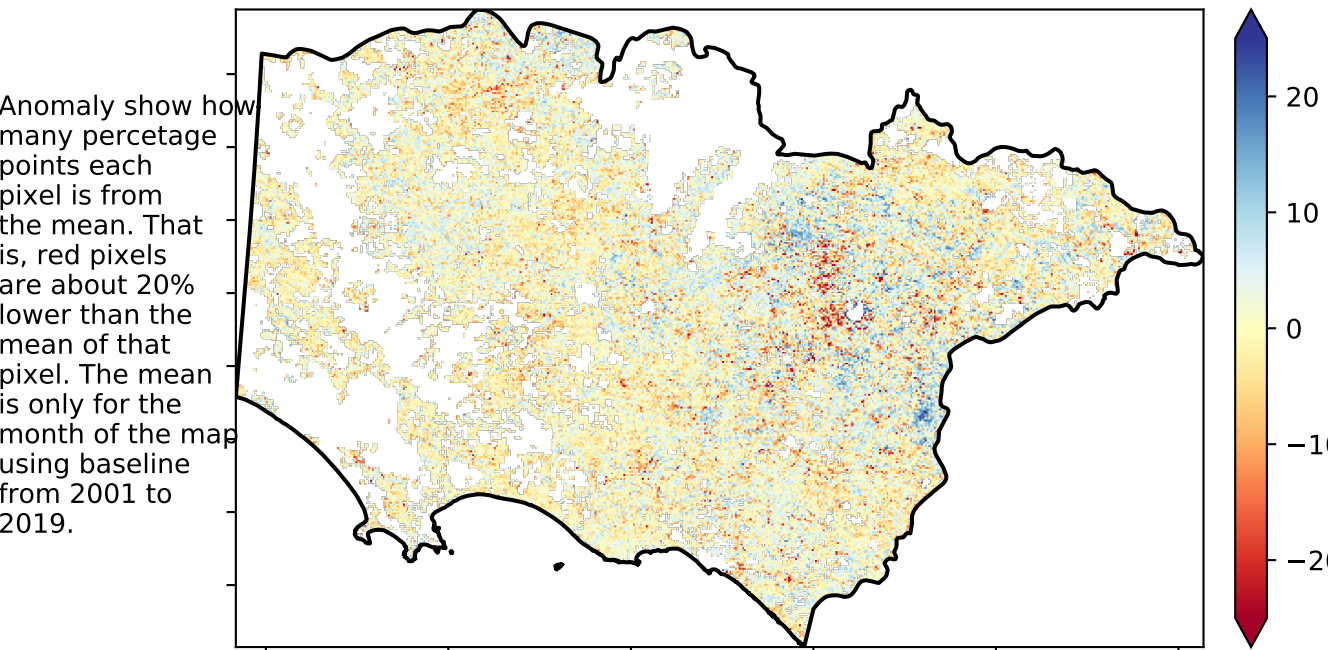 Anomaly show how
many percetage
points each
pixel is from
the mean. That
is, red pixels
are about 20%
lower than the
mean of that
pixel. The mean
is only for the
month of the map
using baseline
from 2001 to
2019.
20
10
0
−10
−20